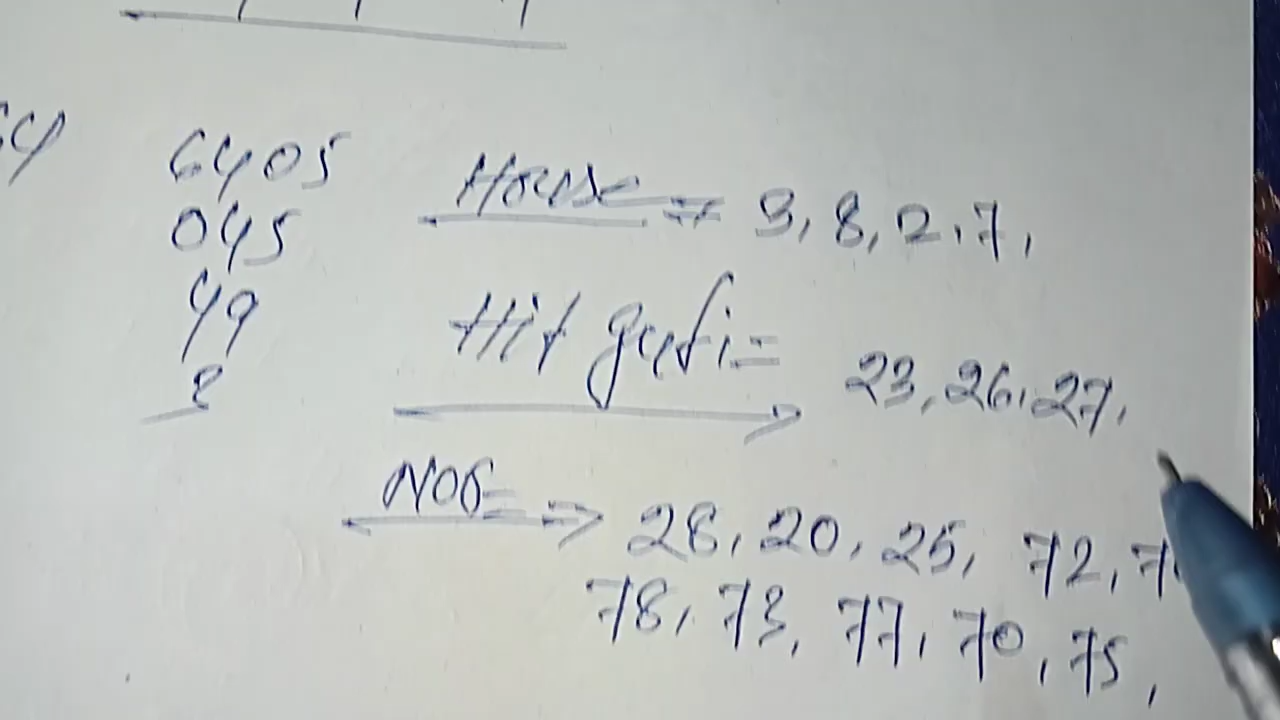 6405
045
49
8
House = 3, 8, 2, 7,
Hit guti = 23, 26, 27,
NOS = 28, 20, 25, 72,
78, 73, 77, 70, 75,